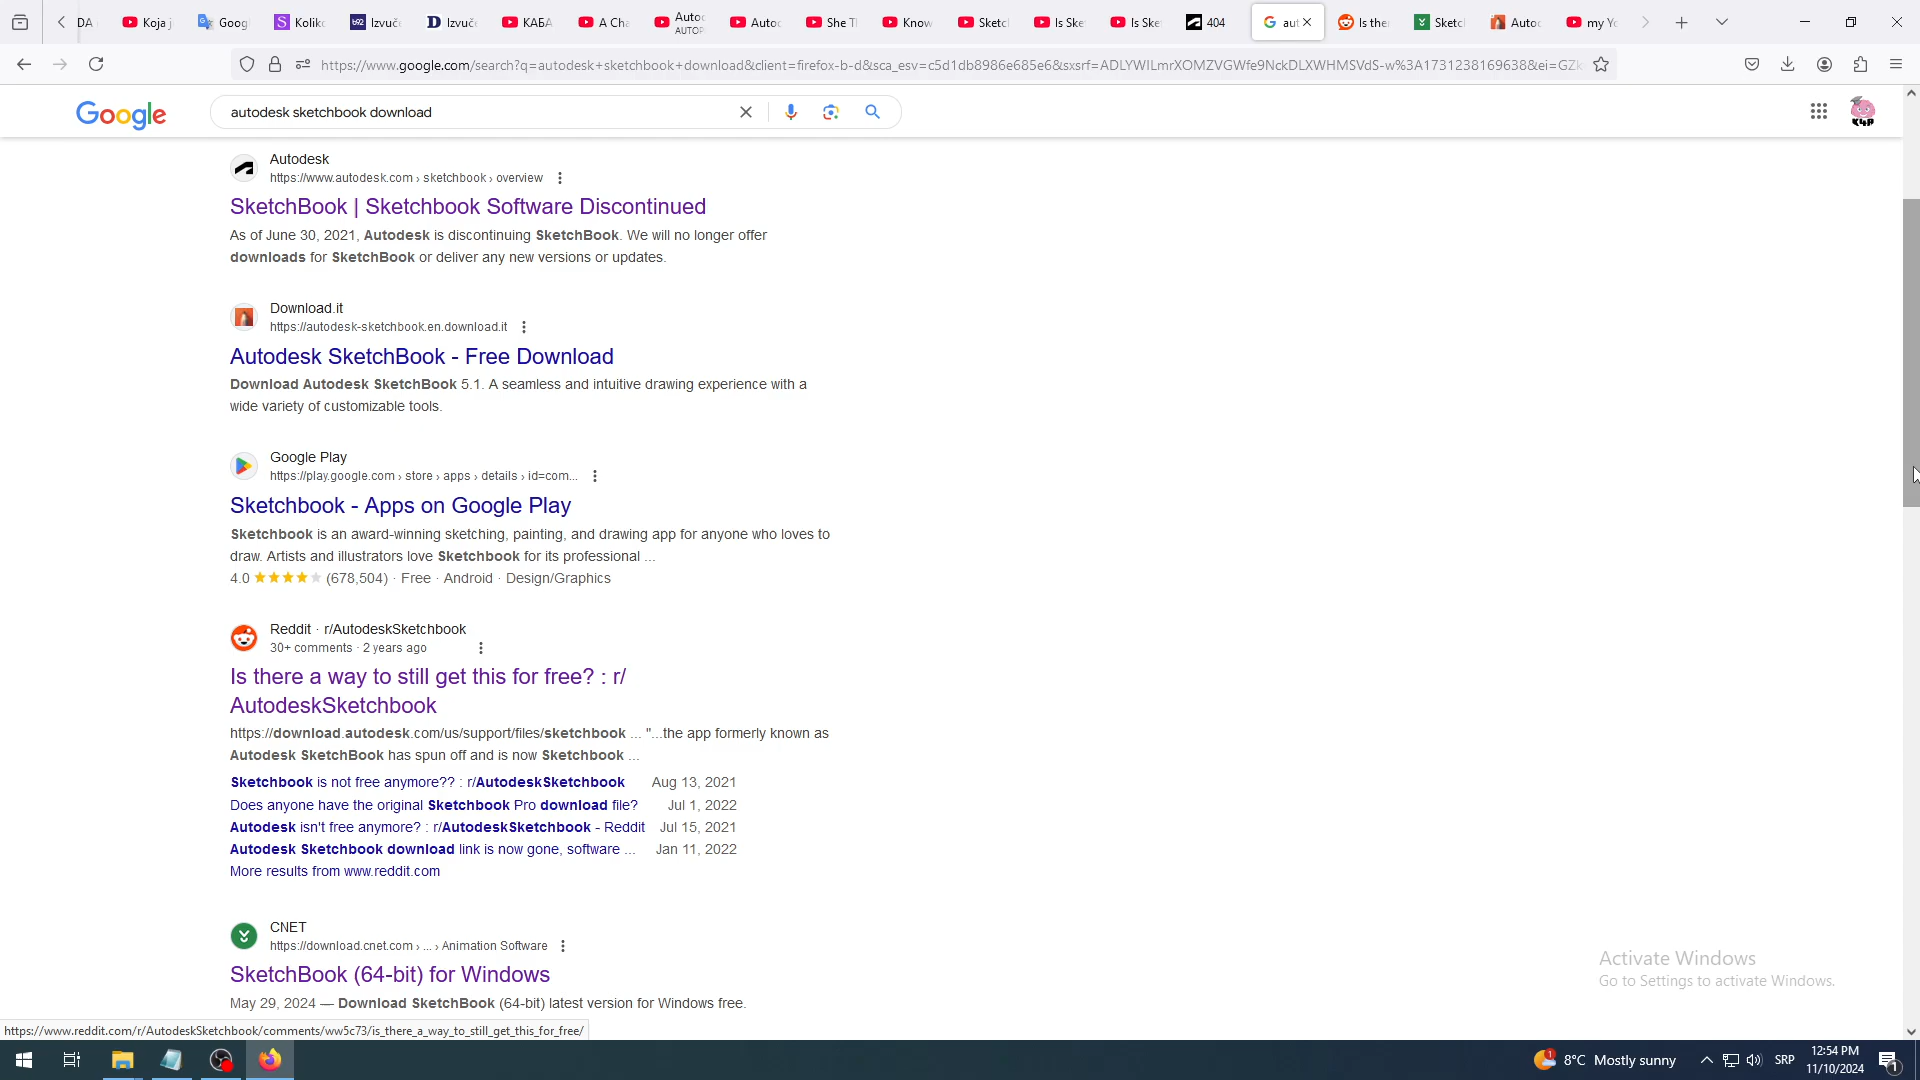 DA
Koja j
Goog
Kolik
Izvuč
Izvuč
КАБА
A Cha
Autoc
AUTOPL
Autoc
She Tl
Know
Sketcl
Is Ske
Is Ske
404
aut
Is ther
Sketcl
Autoc
my Yo
https://www.google.com/search?q=autodesk+sketchbook+download&client=firefox-b-d&sca_esv=c5d1db8986e685e6&sxsrf=ADLYWILmrXOMZVGWfe9NckDLXWHMSVdS-w%3A1731238169638&ei=GZk
Google
autodesk sketchbook download
Autodesk
https://www.autodesk.com › sketchbook › overview
SketchBook | Sketchbook Software Discontinued
As of June 30, 2021, Autodesk is discontinuing SketchBook. We will no longer offer
downloads for SketchBook or deliver any new versions or updates.
Download.it
https://autodesk-sketchbook.en.download.it
Autodesk SketchBook - Free Download
Download Autodesk SketchBook 5.1. A seamless and intuitive drawing experience with a
wide variety of customizable tools.
Google Play
https://play.google.com › store › apps › details › id=com...
Sketchbook - Apps on Google Play
Sketchbook is an award-winning sketching, painting, and drawing app for anyone who loves to
draw. Artists and illustrators love Sketchbook for its professional ...
4.0 ★★★★★ (678,504) · Free · Android · Design/Graphics
Reddit · r/AutodeskSketchbook
30+ comments · 2 years ago
Is there a way to still get this for free? : r/
AutodeskSketchbook
https://download.autodesk.com/us/support/files/sketchbook ... "...the app formerly known as
Autodesk SketchBook has spun off and is now Sketchbook ...
Sketchbook is not free anymore?? : r/AutodeskSketchbook Aug 13, 2021
Does anyone have the original Sketchbook Pro download file? Jul 1, 2022
Autodesk isn't free anymore? : r/AutodeskSketchbook - Reddit Jul 15, 2021
Autodesk Sketchbook download link is now gone, software ... Jan 11, 2022
More results from www.reddit.com
CNET
https://download.cnet.com › ... › Animation Software
SketchBook (64-bit) for Windows
May 29, 2024 — Download SketchBook (64-bit) latest version for Windows free.
Activate Windows
Go to Settings to activate Windows.
https://www.reddit.com/r/AutodeskSketchbook/comments/ww5c73/is_there_a_way_to_still_get_this_for_free/
8°C Mostly sunny
SRP
12:54 PM
11/10/2024